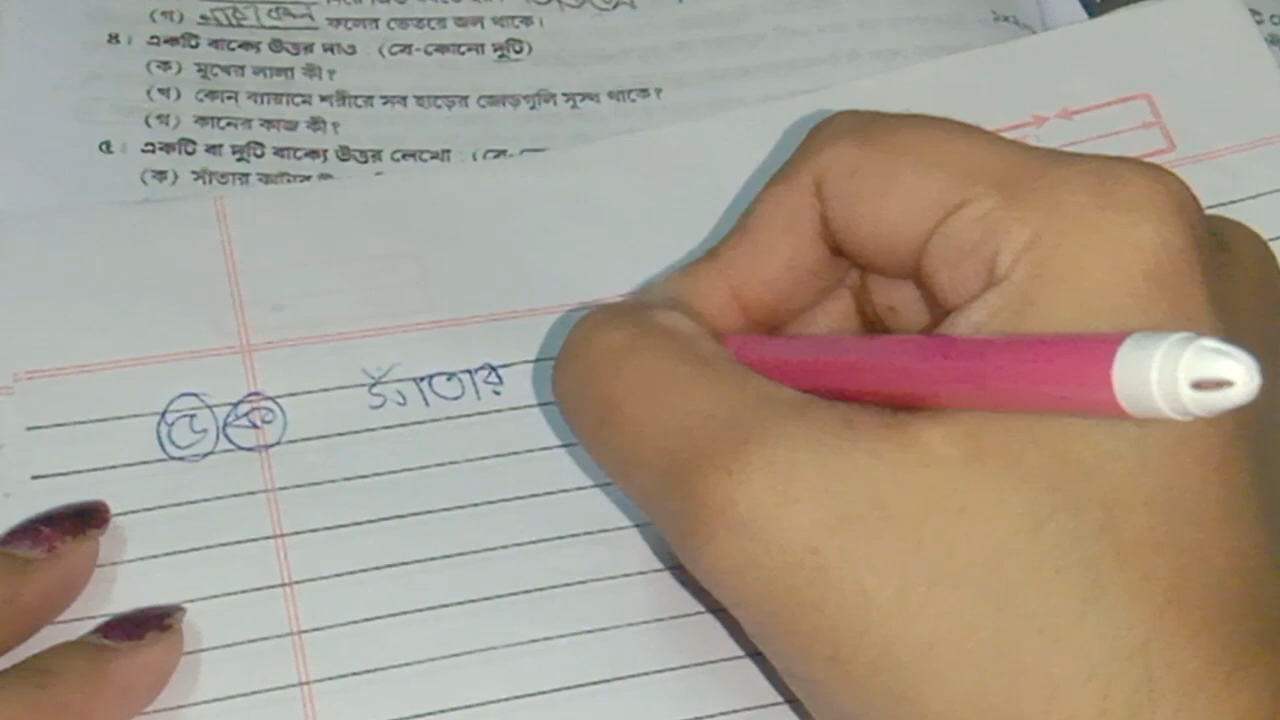 (গ) ফলের ভেতরে জল থাকে।
৪। একটি বাক্যে উত্তর দাও : (যে-কোনো দুটি)
(ক) মুখের লালা কী?
(খ) কোন্ ব্যায়ামে শরীরে সব হাড়ের জোড়গুলি সুস্থ থাকে?
(গ) কানের কাজ কী?
৫। একটি বা দুটি বাক্যে উত্তর লেখো :
(ক) সাঁতার
৫ ক সাঁতার